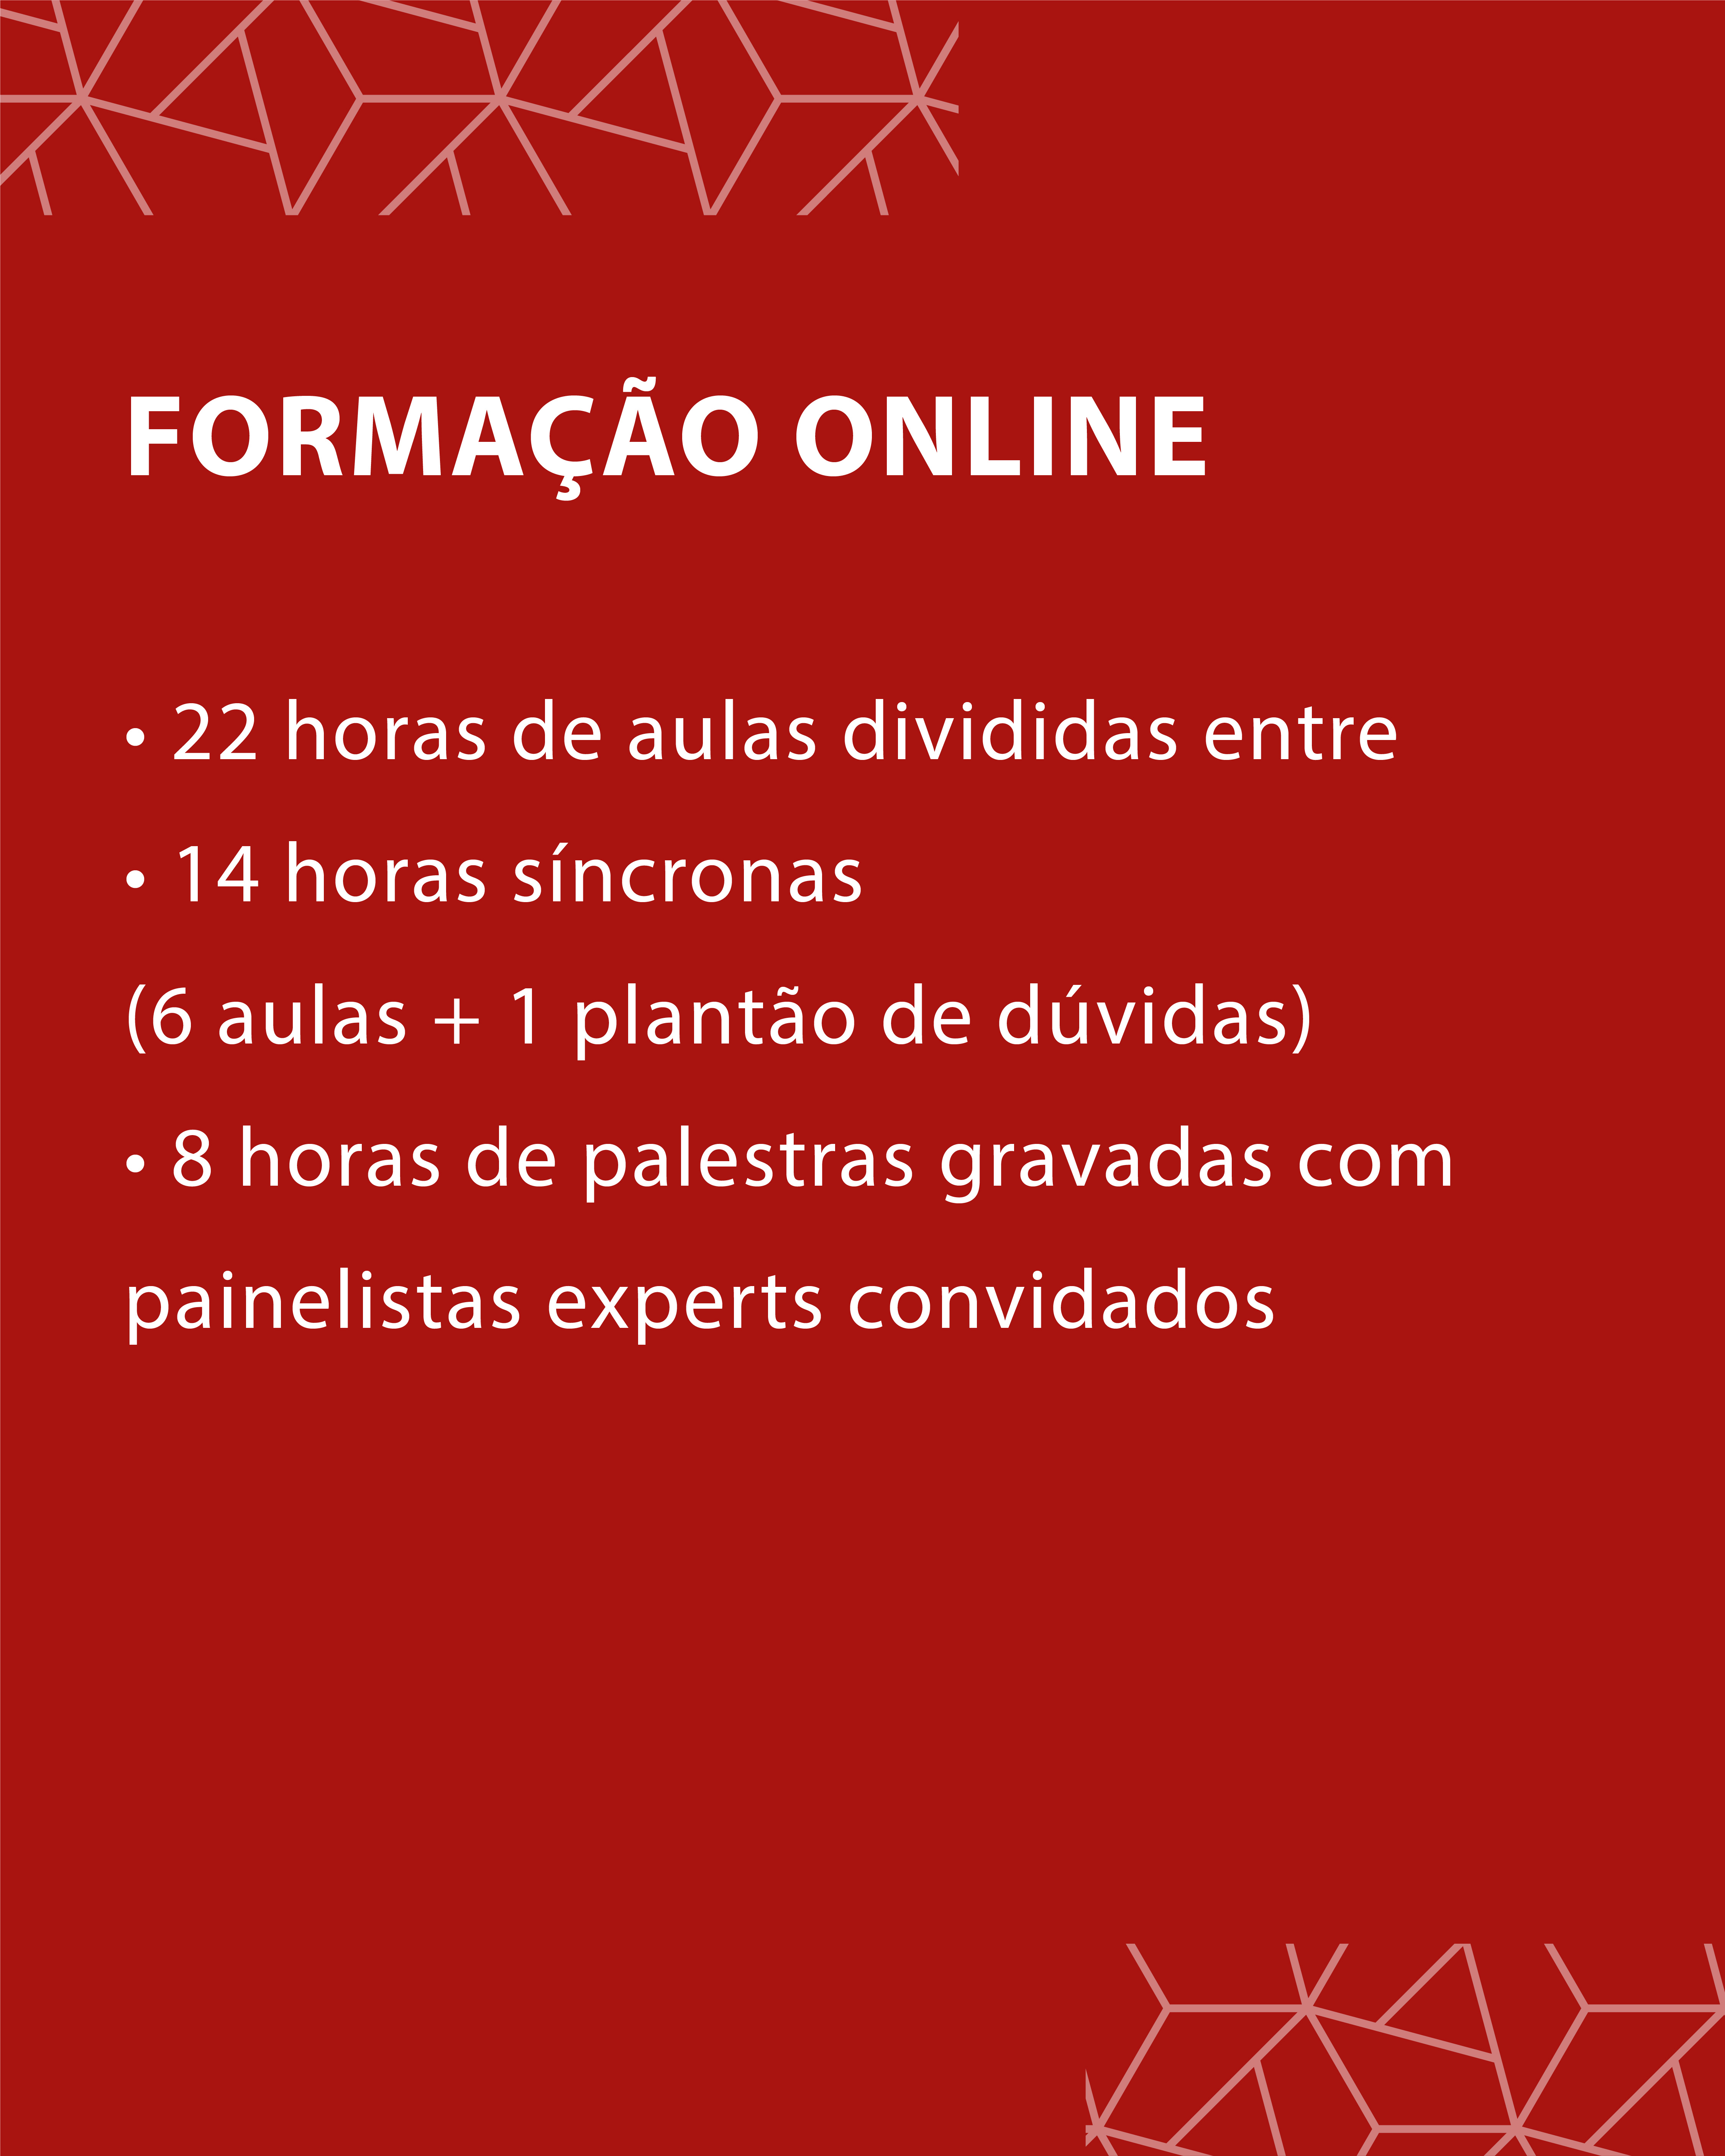 FORMAÇÃO ONLINE
• 22 horas de aulas divididas entre
• 14 horas síncronas
(6 aulas + 1 plantão de dúvidas)
• 8 horas de palestras gravadas com
painelistas experts convidados